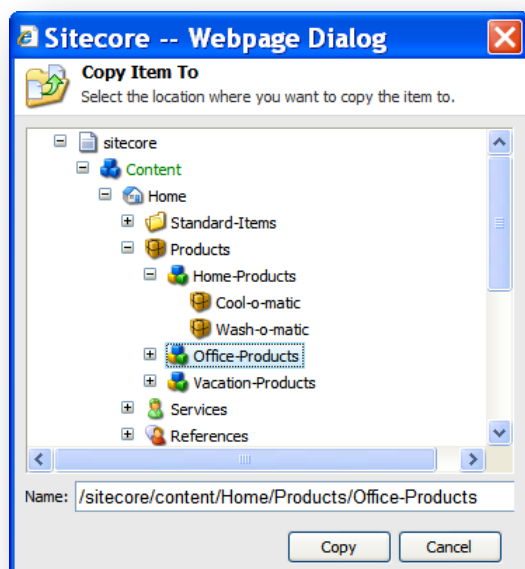 Sitecore -- Webpage Dialog
Copy Item To
Select the location where you want to copy the item to.
sitecore
Content
Home
Standard-Items
Products
Home-Products
Cool-o-matic
Wash-o-matic
Office-Products
Vacation-Products
Services
References
Name: /sitecore/content/Home/Products/Office-Products
Copy Cancel